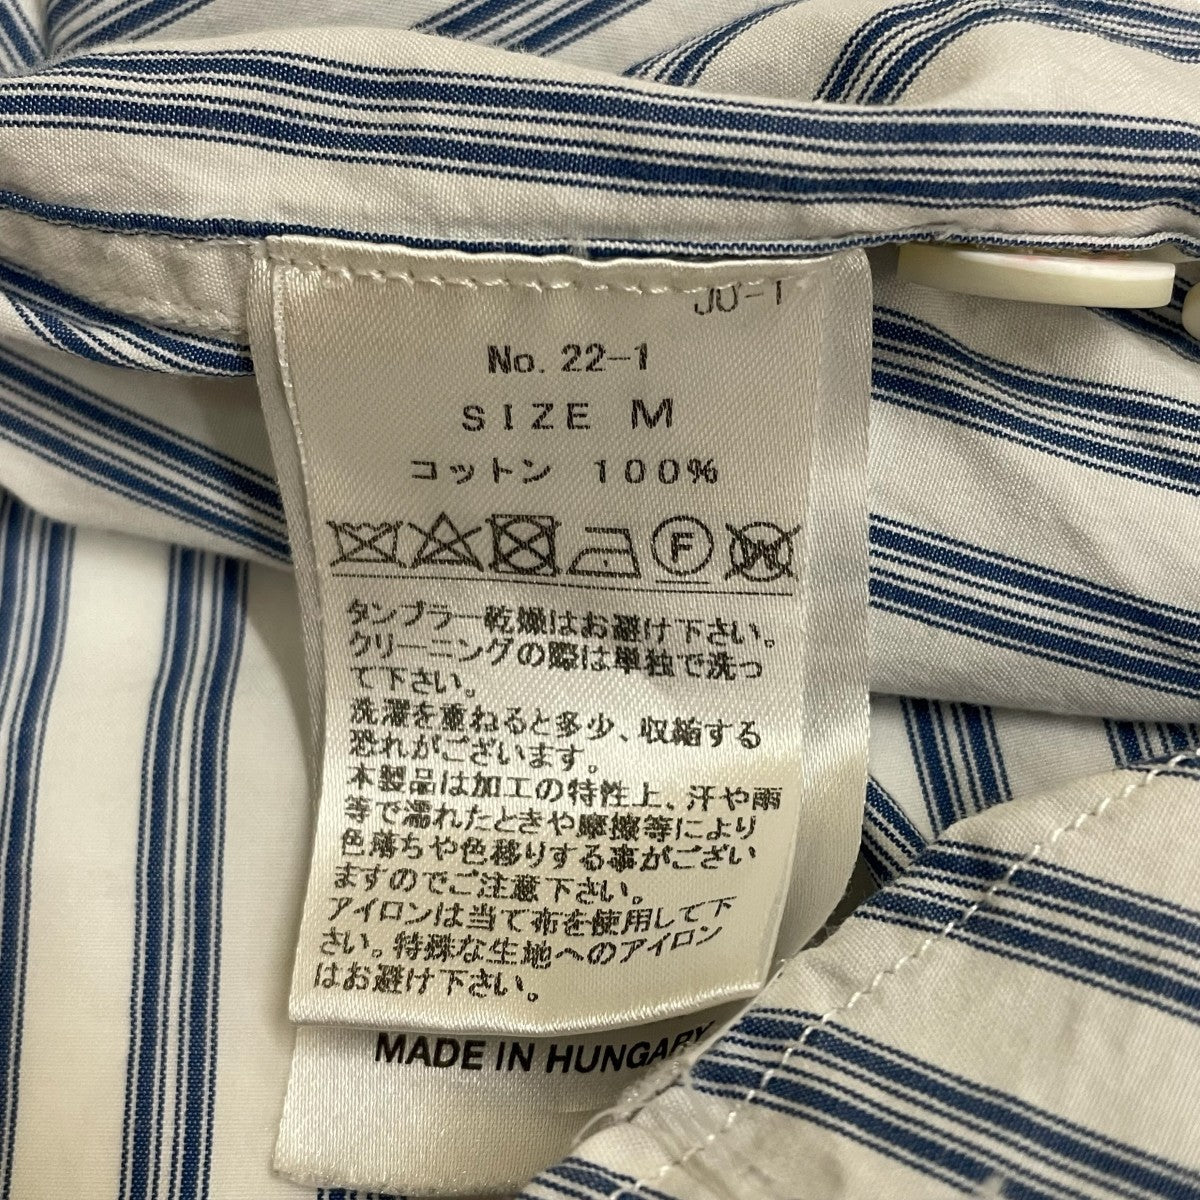 No. 22-1
SIZE M
コットン 100%
F
W
タンブラー乾燥はお避け下さい。
クリーニングの際は単独で洗っ
て下さい。
洗濯を重ねると多少、収縮する
恐れがございます。
本製品は加工の特性上、汗や雨
等で濡れたときや摩擦等により
色落ちや色移りする事がござい
ますのでご注意下さい。
アイロンは当て布を使用して下
さい。特殊な生地へのアイロン
はお避け下さい。
MADE IN HUNGARY